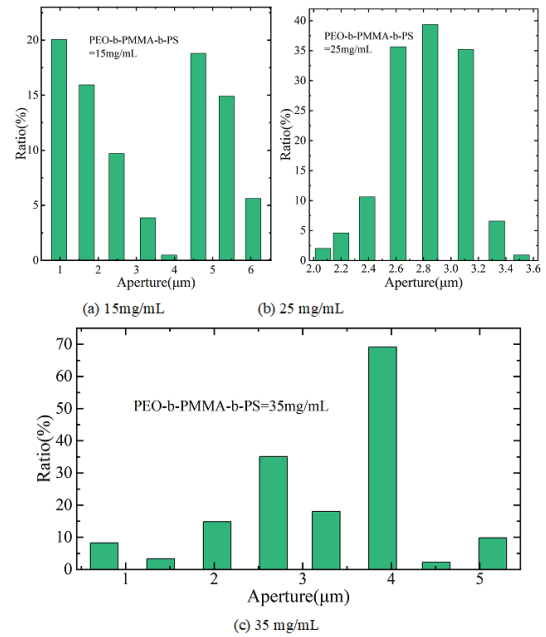 PEO-b-PMMA-b-PS
=15mg/mL
Ratio(%)
20
15
10
5
0
1 2 3 4 5 6
Aperture(μm)
(a) 15mg/mL
PEO-b-PMMA-b-PS
=25mg/mL
Ratio(%)
40
35
30
25
20
15
10
5
0
2.0 2.2 2.4 2.6 2.8 3.0 3.2 3.4 3.6
Aperture(μm)
(b) 25 mg/mL
PEO-b-PMMA-b-PS=35mg/mL
Ratio(%)
70
60
50
40
30
20
10
0
1 2 3 4 5
Aperture(μm)
(c) 35 mg/mL